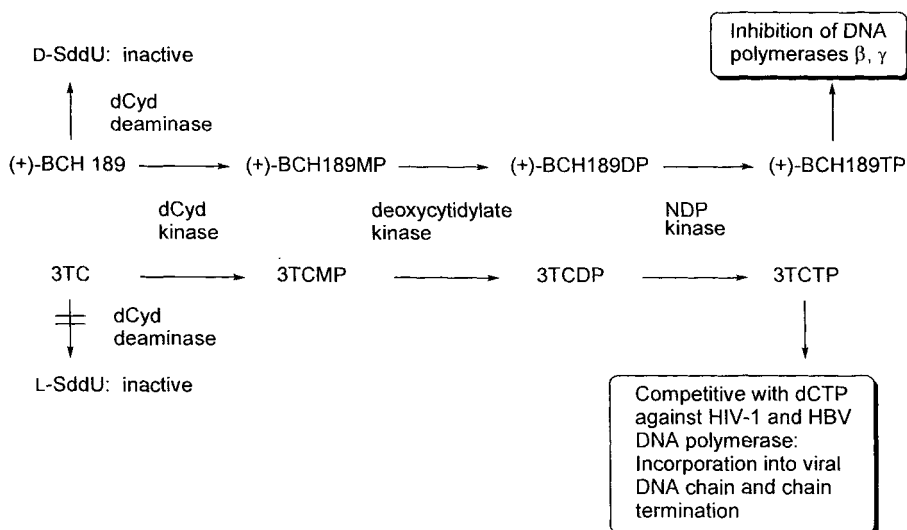 Inhibition of DNA
polymerases β, γ
D-SddU: inactive
dCyd
deaminase
(+)-BCH 189
(+)-BCH189MP
(+)-BCH189DP
(+)-BCH189TP
dCyd
kinase
deoxycytidylate
kinase
NDP
kinase
3TC
3TCMP
3TCDP
3TCTP
dCyd
deaminase
L-SddU: inactive
Competitive with dCTP
against HIV-1 and HBV
DNA polymerase:
Incorporation into viral
DNA chain and chain
termination